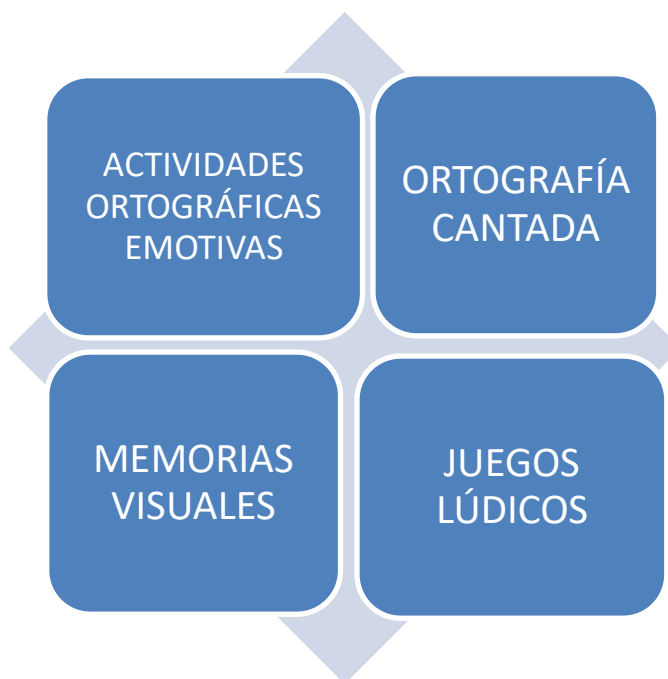 ACTIVIDADES
ORTOGRÁFICAS
EMOTIVAS
ORTOGRAFÍA
CANTADA
MEMORIAS
VISUALES
JUEGOS
LÚDICOS